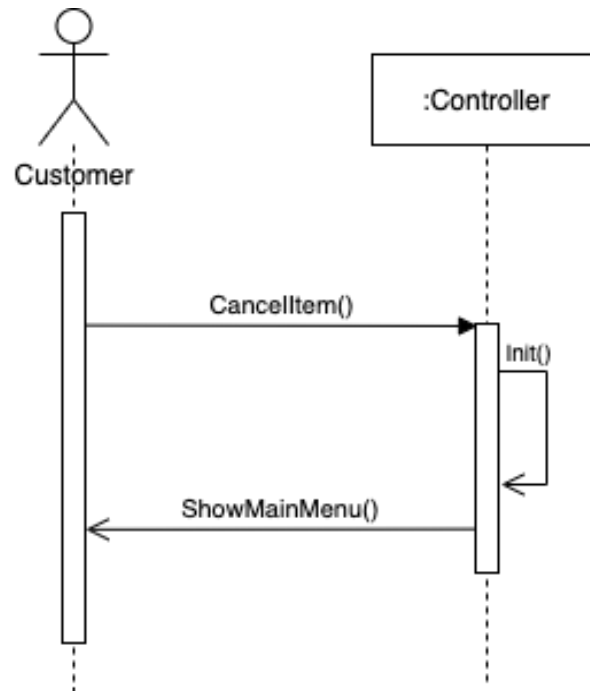 :Controller
Customer
CancelItem()
Init()
ShowMainMenu()